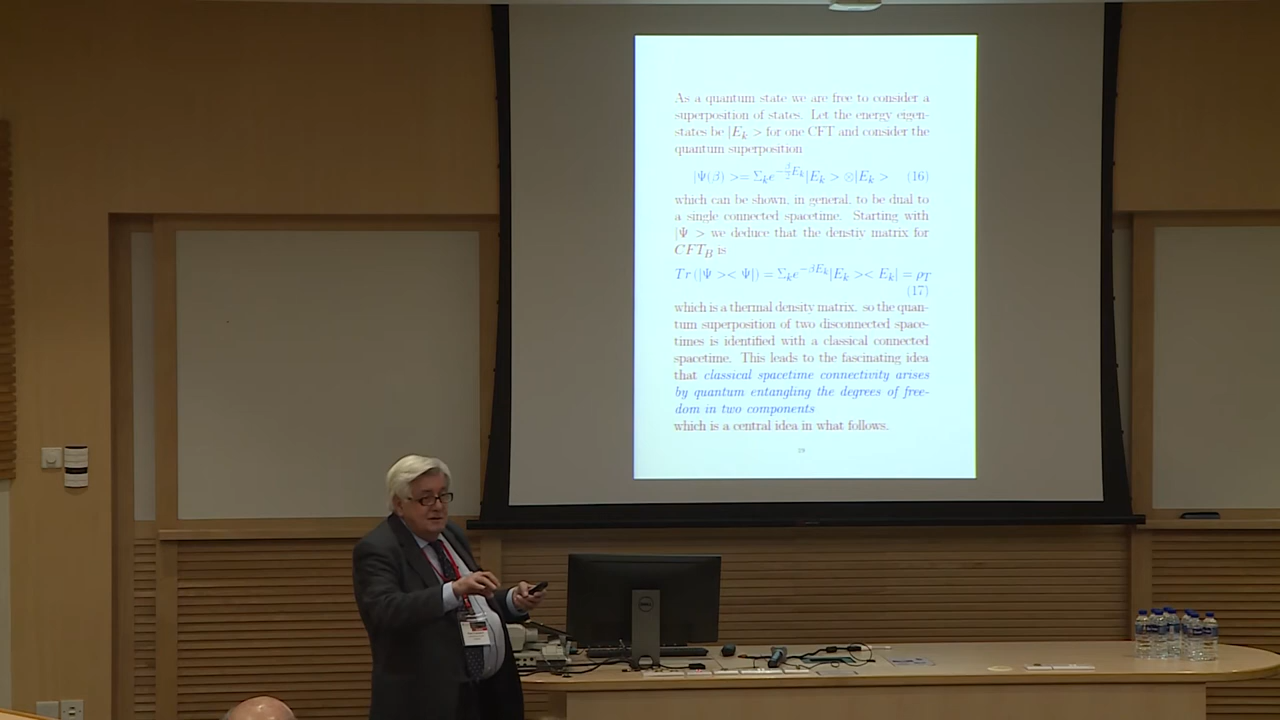 As a quantum state we are free to consider a
superposition of states. Let the energy eigen-
states be |E_k > for one CFT and consider the
quantum superposition
|Ψ(β) >= Σ_k e^{-\frac{β}{2}E_k}|E_k > ⊗|E_k > (16)
which can be shown, in general, to be dual to
a single connected spacetime. Starting with
|Ψ > we deduce that the denstiy matrix for
CFT_B is
Tr (|Ψ >< Ψ|) = Σ_k e^{-βE_k}|E_k >< E_k| = ρ_T
(17)
which is a thermal density matrix. so the quan-
tum superposition of two disconnected space-
times is identified with a classical connected
spacetime. This leads to the fascinating idea
that classical spacetime connectivity arises
by quantum entangling the degrees of free-
dom in two components
which is a central idea in what follows.
DELL